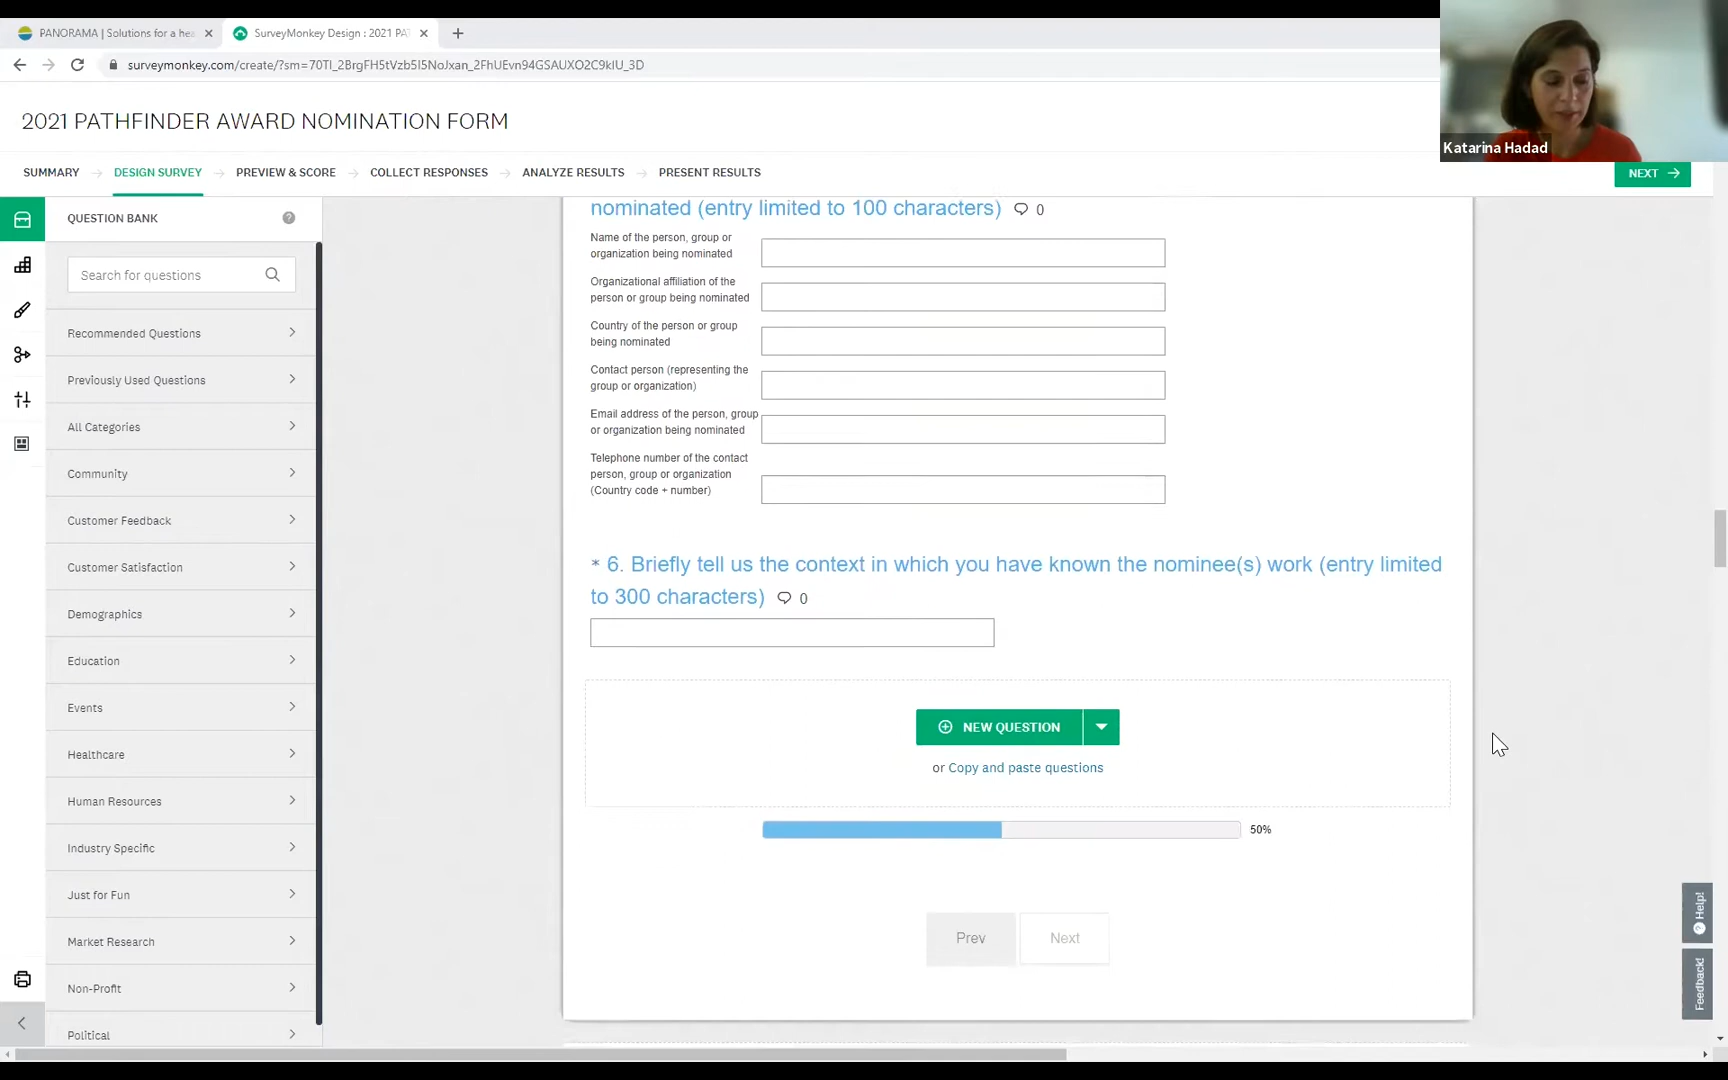 PANORAMA | Solutions for a hea
SurveyMonkey Design : 2021 PA
surveymonkey.com/create/?sm=70TI_2BrgFH5tVzb5I5NoJxan_2FhUEvn94GSAUXO2C9kIU_3D
Katarina Hadad
2021 PATHFINDER AWARD NOMINATION FORM
SUMMARY
DESIGN SURVEY
PREVIEW & SCORE
COLLECT RESPONSES
ANALYZE RESULTS
PRESENT RESULTS
NEXT
QUESTION BANK
Search for questions
Recommended Questions
Previously Used Questions
All Categories
Community
Customer Feedback
Customer Satisfaction
Demographics
Education
Events
Healthcare
Human Resources
Industry Specific
Just for Fun
Market Research
Non-Profit
Political
nominated (entry limited to 100 characters) 0
Name of the person, group or
organization being nominated
Organizational affiliation of the
person or group being nominated
Country of the person or group
being nominated
Contact person (representing the
group or organization)
Email address of the person, group
or organization being nominated
Telephone number of the contact
person, group or organization
(Country code + number)
* 6. Briefly tell us the context in which you have known the nominee(s) work (entry limited
to 300 characters) 0
NEW QUESTION
or Copy and paste questions
50%
Prev
Next
Help!
Feedback!